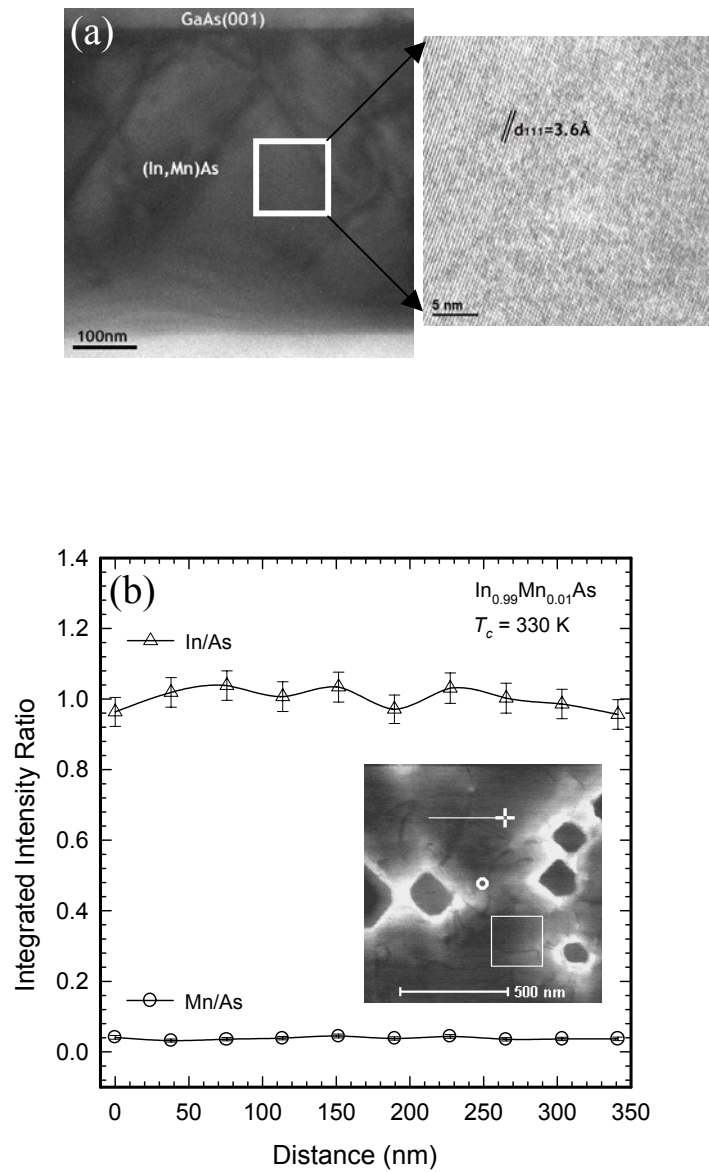 (a)
GaAs(001)
(In,Mn)As
100nm
d111=3.6Å
5 nm
(b)
In0.99Mn0.01As
Tc = 330 K
In/As
Mn/As
500 nm
1.4
1.2
1.0
0.8
0.6
0.4
0.2
0.0
Integrated Intensity Ratio
0 50 100 150 200 250 300 350
Distance (nm)